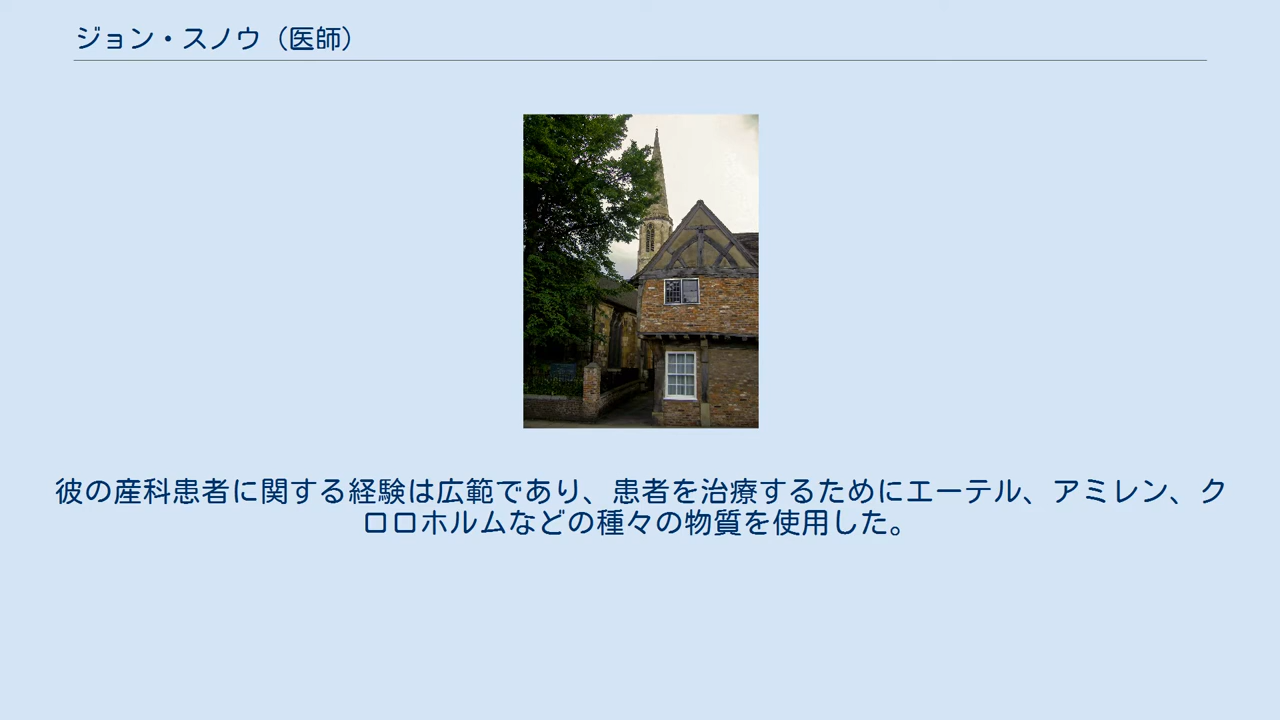 ジョン・スノウ（医師）
彼の産科患者に関する経験は広範であり、患者を治療するためにエーテル、アミレン、ク
ロロホルムなどの種々の物質を使用した。